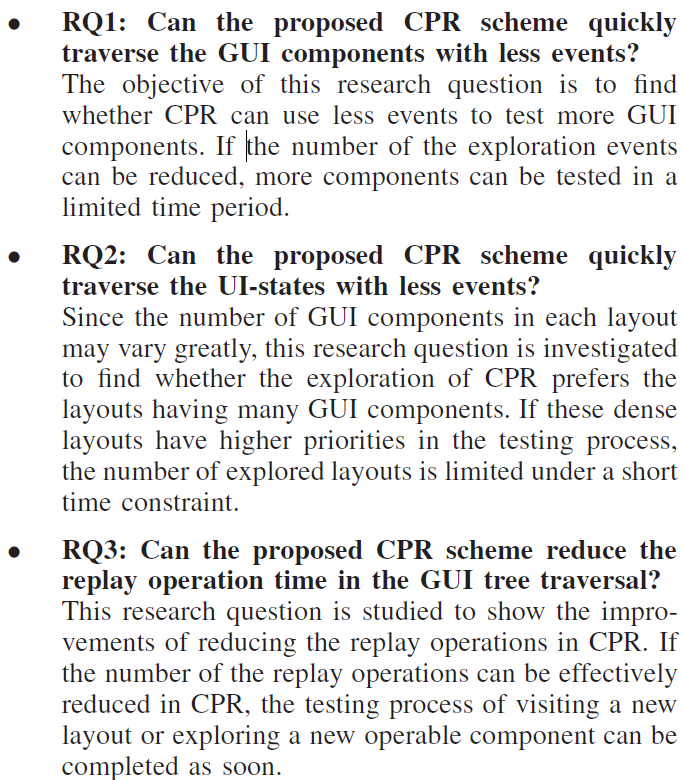 • RQ1: Can the proposed CPR scheme quickly
traverse the GUI components with less events?
The objective of this research question is to find
whether CPR can use less events to test more GUI
components. If the number of the exploration events
can be reduced, more components can be tested in a
limited time period.
• RQ2: Can the proposed CPR scheme quickly
traverse the UI-states with less events?
Since the number of GUI components in each layout
may vary greatly, this research question is investigated
to find whether the exploration of CPR prefers the
layouts having many GUI components. If these dense
layouts have higher priorities in the testing process,
the number of explored layouts is limited under a short
time constraint.
• RQ3: Can the proposed CPR scheme reduce the
replay operation time in the GUI tree traversal?
This research question is studied to show the impro-
vements of reducing the replay operations in CPR. If
the number of the replay operations can be effectively
reduced in CPR, the testing process of visiting a new
layout or exploring a new operable component can be
completed as soon.